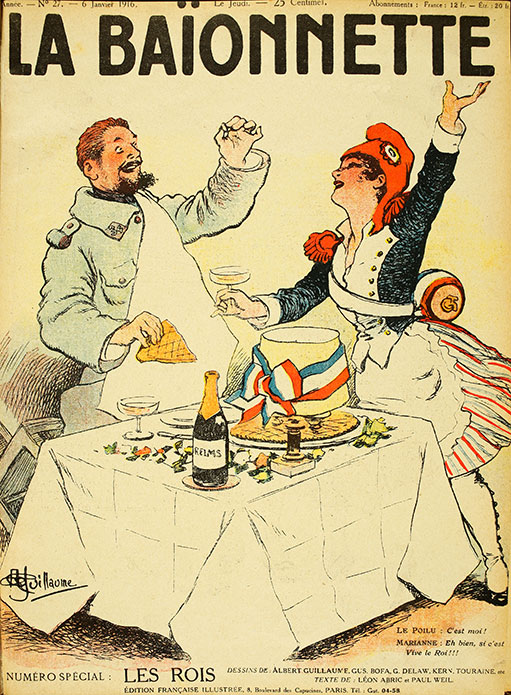 Année. — N° 27. — 6 Janvier 1916. Le Jeudi. — 25 Centimes. Abonnements : France : 12 fr. — Étr. : 20 fr.
LA BAÏONNETTE
REIMS
A Guillaume
LE POILU : C'est moi !
MARIANNE : Eh bien, si c'est
Vive le Roi !!!
NUMÉRO SPÉCIAL : LES ROIS
DESSINS DE : ALBERT GUILLAUME, GUS. BOFA, G. DELAW, KERN, TOURAINE, etc
TEXTE DE : LÉON ABRIC et PAUL WEIL.
ÉDITION FRANÇAISE ILLUSTRÉE, 8, Boulevard des Capucines, PARIS. Tél. : Gut. 04-58.